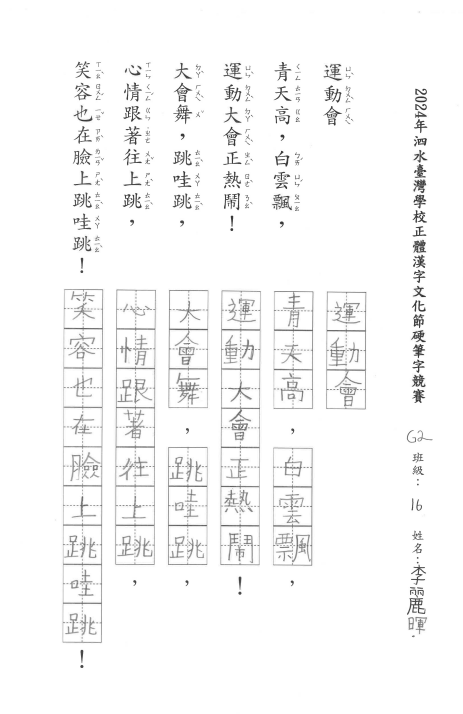 2024年泗水臺灣學校正體漢字文化節硬筆字競賽
G2 班級：16 姓名：李麗暉
運動會
青天高，白雲飄，
運動大會正熱鬧！
大會舞，跳哇跳，
心情跟著往上跳，
笑容也在臉上跳哇跳！
運動會
青天高，白雲飄，
運動大會正熱鬧！
大會舞，跳哇跳，
心情跟著往上跳，
笑容也在臉上跳哇跳！